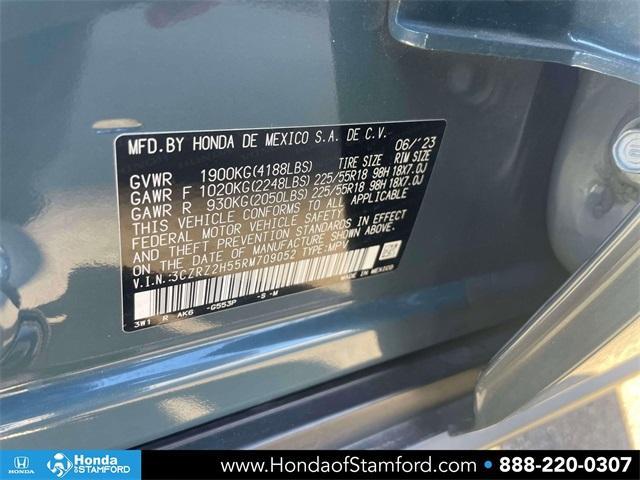 MFD.BY HONDA DE MEXICO S.A. DE C.V. 06/'23
GVWR 1900KG(4188LBS) TIRE SIZE RIM SIZE
GAWR F 1020KG(2248LBS) 225/55R18 98H 18X7.0J
GAWR R 930KG(2050LBS) 225/55R18 98H 18X7.0J
THIS VEHICLE CONFORMS TO ALL APPLICABLE
FEDERAL MOTOR VEHICLE SAFETY, BUMPER
AND THEFT PREVENTION STANDARDS IN EFFECT
ON THE DATE OF MANUFACTURE SHOWN ABOVE.
V.I.N.:3CZRZ2H55RM709052 TYPE:MPV
MADE IN MEXICO
3W1 R AK6 -G553P -S-M
HONDA
Honda
OF STAMFORD
www.HondaofStamford.com • 888-220-0307